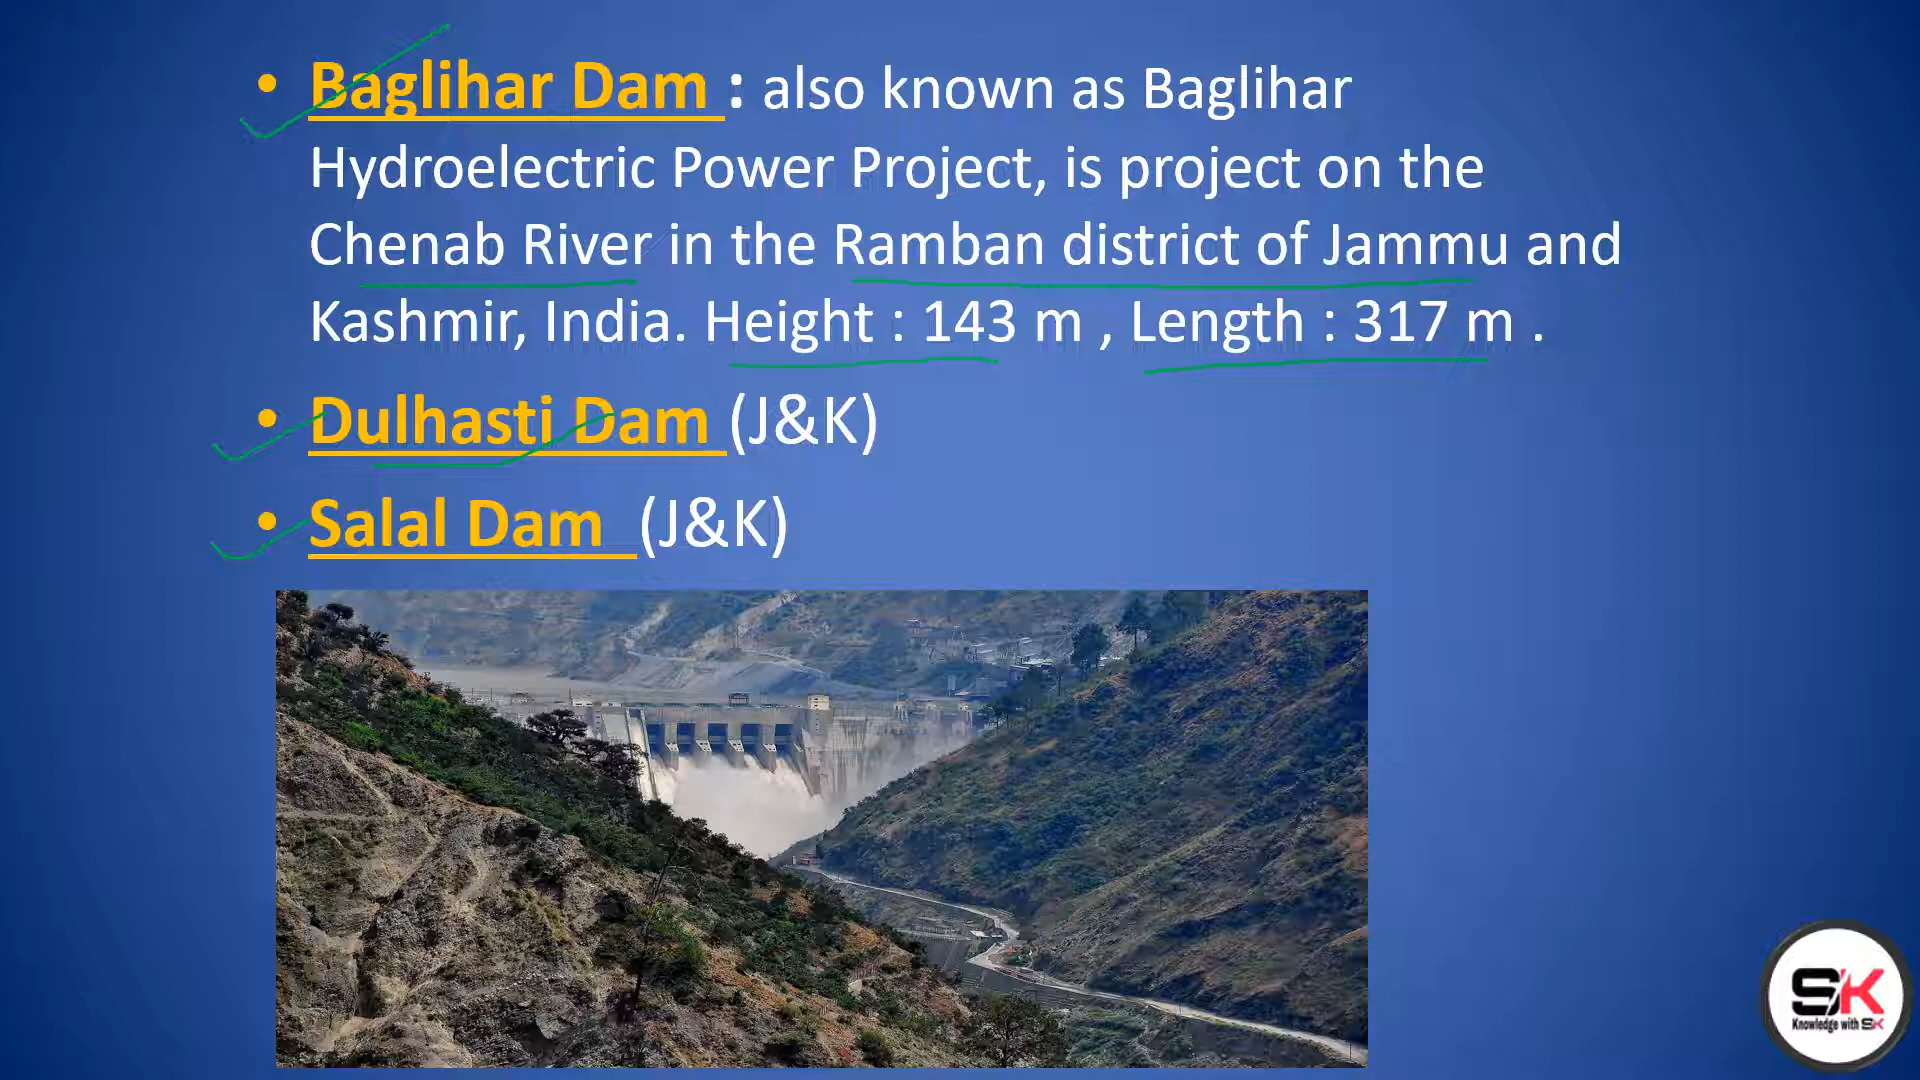 • Baglihar Dam : also known as Baglihar
Hydroelectric Power Project, is project on the
Chenab River in the Ramban district of Jammu and
Kashmir, India. Height : 143 m , Length : 317 m .
• Dulhasti Dam (J&K)
• Salal Dam (J&K)
SK
Knowledge with SK